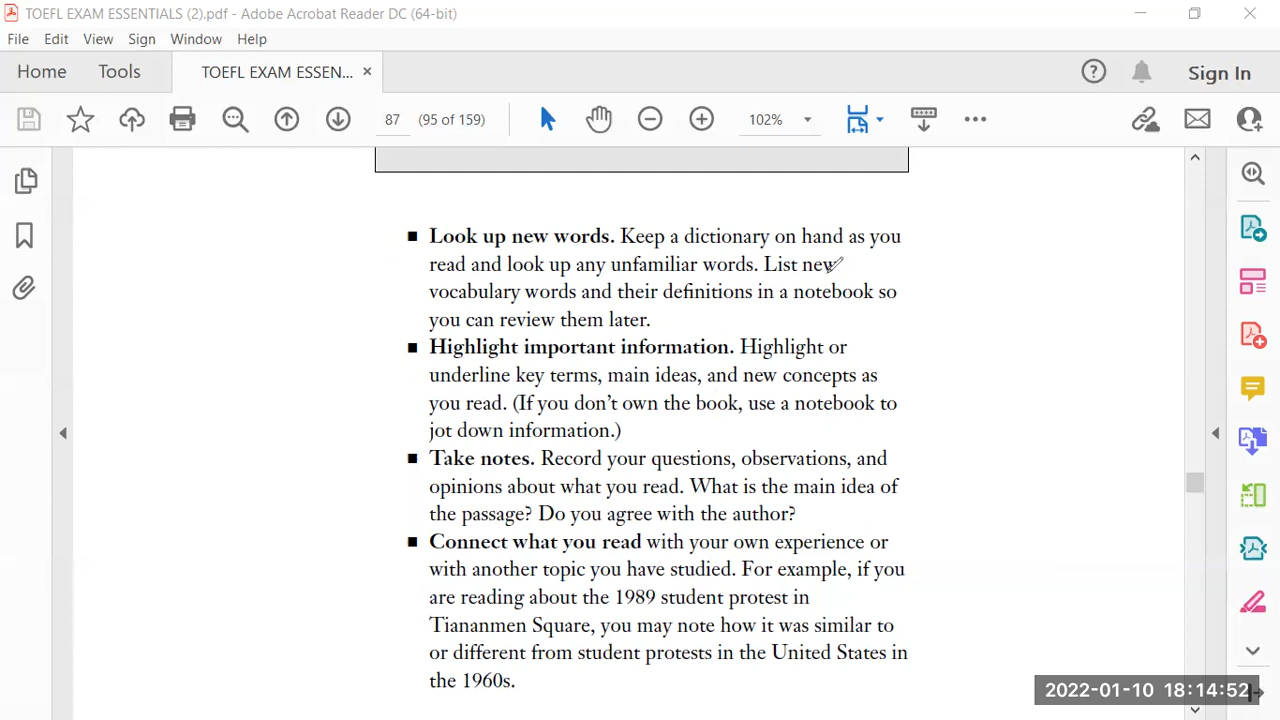 TOEFL EXAM ESSENTIALS (2).pdf - Adobe Acrobat Reader DC (64-bit)
File Edit View Sign Window Help
Home Tools TOEFL EXAM ESSEN... × Sign In
87 (95 of 159) 102%
■ Look up new words. Keep a dictionary on hand as you
read and look up any unfamiliar words. List new
vocabulary words and their definitions in a notebook so
you can review them later.
■ Highlight important information. Highlight or
underline key terms, main ideas, and new concepts as
you read. (If you don’t own the book, use a notebook to
jot down information.)
■ Take notes. Record your questions, observations, and
opinions about what you read. What is the main idea of
the passage? Do you agree with the author?
■ Connect what you read with your own experience or
with another topic you have studied. For example, if you
are reading about the 1989 student protest in
Tiananmen Square, you may note how it was similar to
or different from student protests in the United States in
the 1960s.
2022-01-10 18:14:52